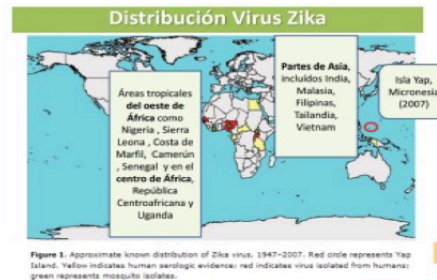 Distribución Virus Zika
Áreas tropicales
del oeste de
África como
Nigeria , Sierra
Leona , Costa de
Marfil, Camerún
, Senegal y en el
centro de África,
República
Centroafricana y
Uganda
Partes de Asia,
incluidos India,
Malasia,
Filipinas,
Tailandia,
Vietnam
Isla Yap,
Micronesia
(2007)
Figure 1. Approximate known distribution of Zika virus, 1947–2007. Red circle represents Yap
Island. Yellow indicates human serologic evidence; red indicates virus isolated from humans;
green represents mosquito isolates.